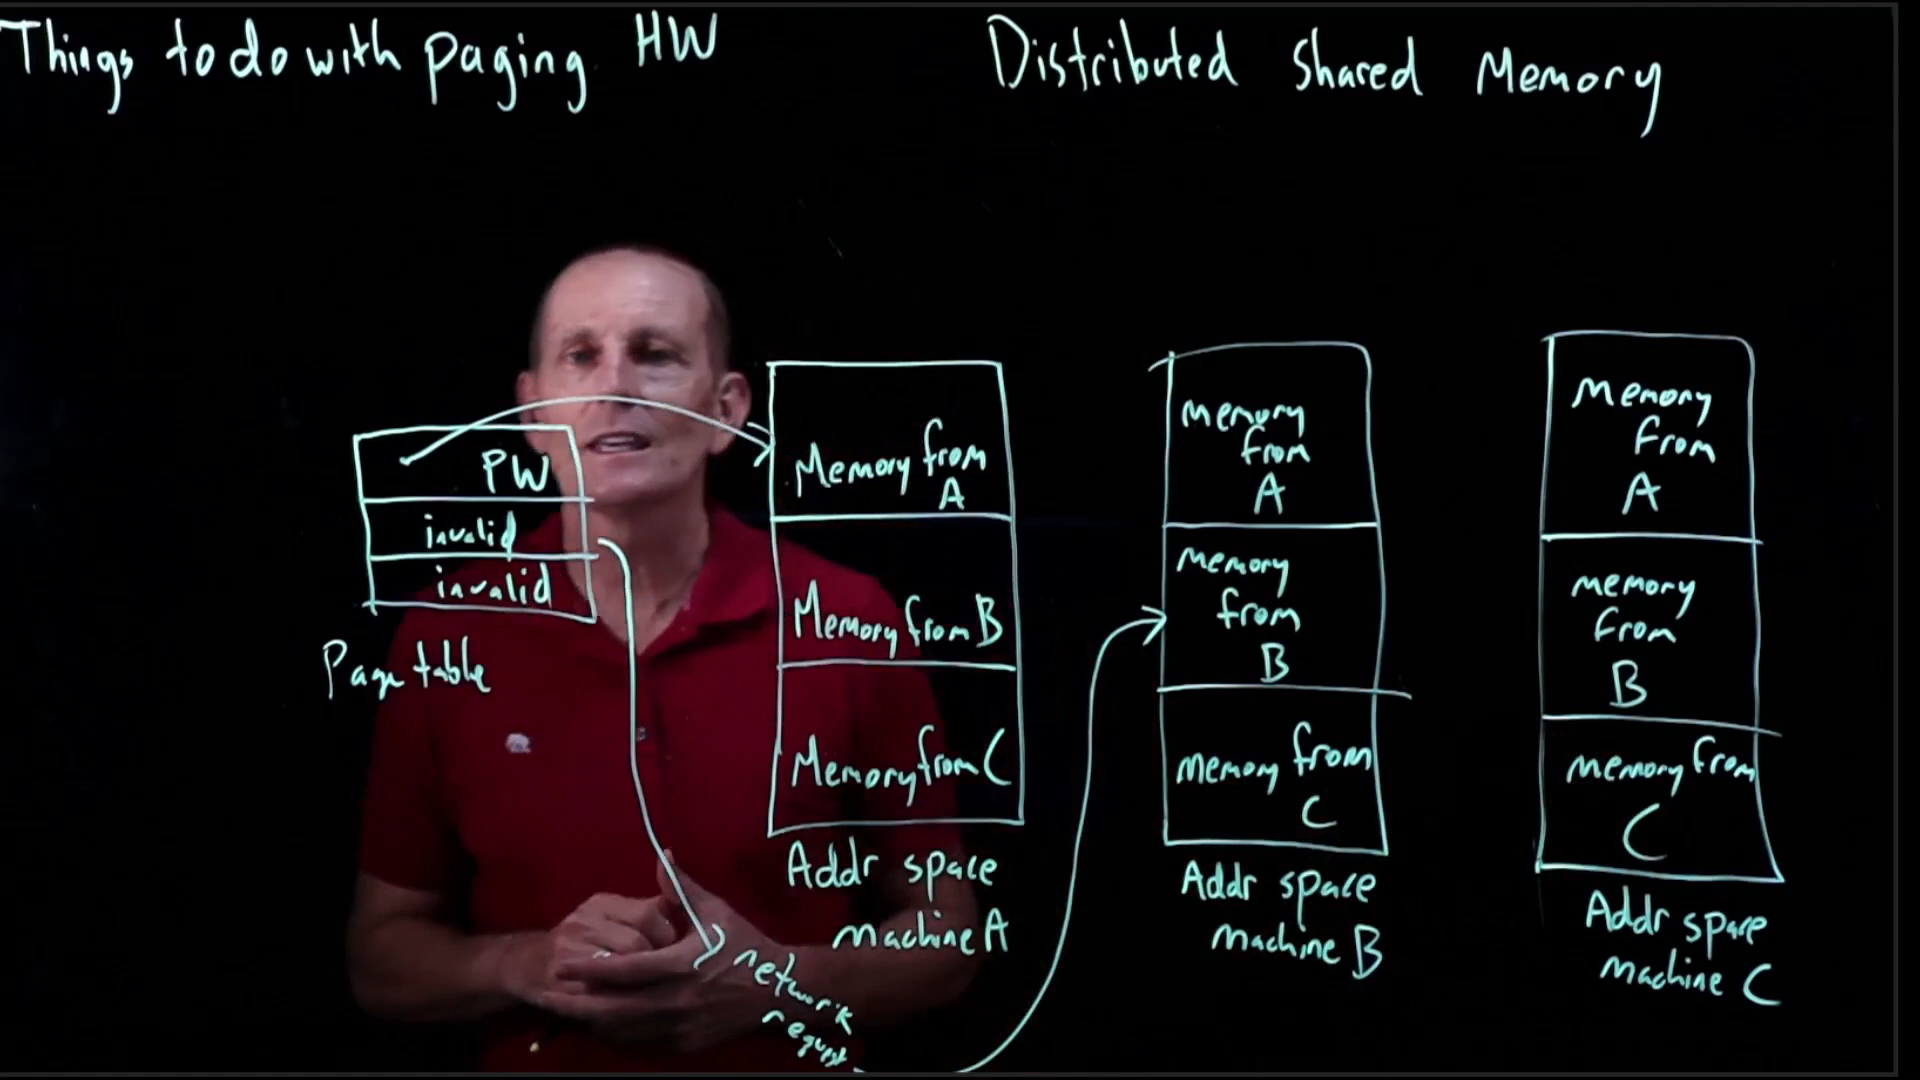 Things to do with paging HW
Distributed Shared Memory
PW
invalid
invalid
Page table
Memory from
A
Memory from B
Memory from C
Addr space
machine A
network
request
memory
from
A
memory
from
B
memory from
C
Addr space
machine B
memory
from
A
memory
from
B
memory from
C
Addr space
machine C